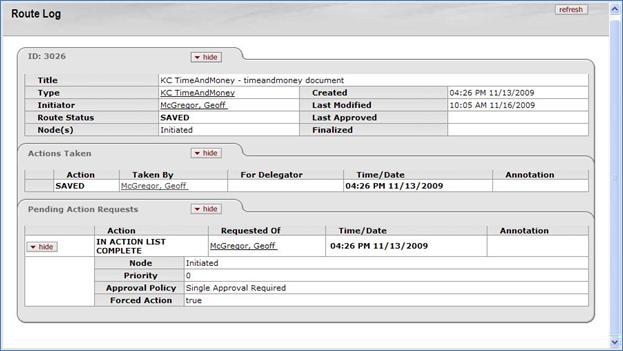 Route Log
refresh
ID: 3026 hide
Title KC TimeAndMoney - timeandmoney document
Type KC TimeAndMoney Created 04:26 PM 11/13/2009
Initiator McGregor, Geoff Last Modified 10:05 AM 11/16/2009
Route Status SAVED Last Approved
Node(s) Initiated Finalized
Actions Taken hide
Action Taken By For Delegator Time/Date Annotation
SAVED McGregor, Geoff 04:26 PM 11/13/2009
Pending Action Requests hide
Action Requested Of Time/Date Annotation
hide IN ACTION LIST COMPLETE McGregor, Geoff 04:26 PM 11/13/2009
Node Initiated
Priority 0
Approval Policy Single Approval Required
Forced Action true